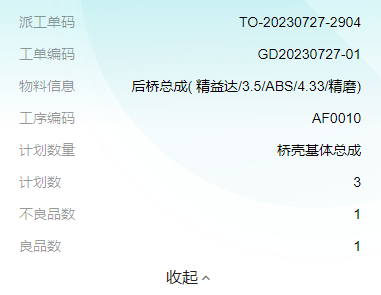 派工单码 TO-20230727-2904
工单编码 GD20230727-01
物料信息 后桥总成( 精益达/3.5/ABS/4.33/精磨)
工序编码 AF0010
计划数量 桥壳基体总成
计划数 3
不良品数 1
良品数 1
收起